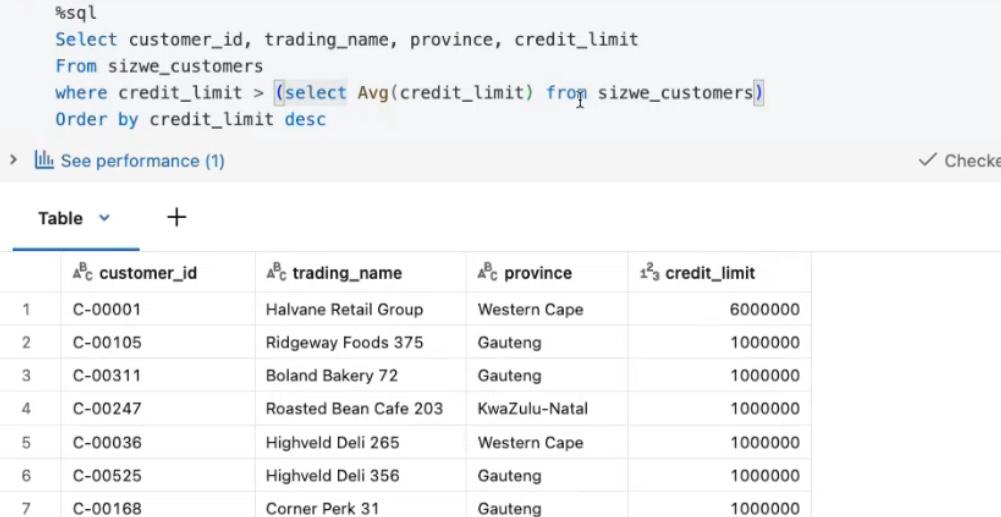 %sql
Select customer_id, trading_name, province, credit_limit
From sizwe_customers
where credit_limit > (select Avg(credit_limit) from sizwe_customers)
Order by credit_limit desc
See performance (1) Checke
Table
customer_id trading_name province credit_limit
1 C-00001 Halvane Retail Group Western Cape 6000000
2 C-00105 Ridgeway Foods 375 Gauteng 1000000
3 C-00311 Boland Bakery 72 Gauteng 1000000
4 C-00247 Roasted Bean Cafe 203 KwaZulu-Natal 1000000
5 C-00036 Highveld Deli 265 Western Cape 1000000
6 C-00525 Highveld Deli 356 Gauteng 1000000
7 C-00168 Corner Perk 31 Gauteng 1000000